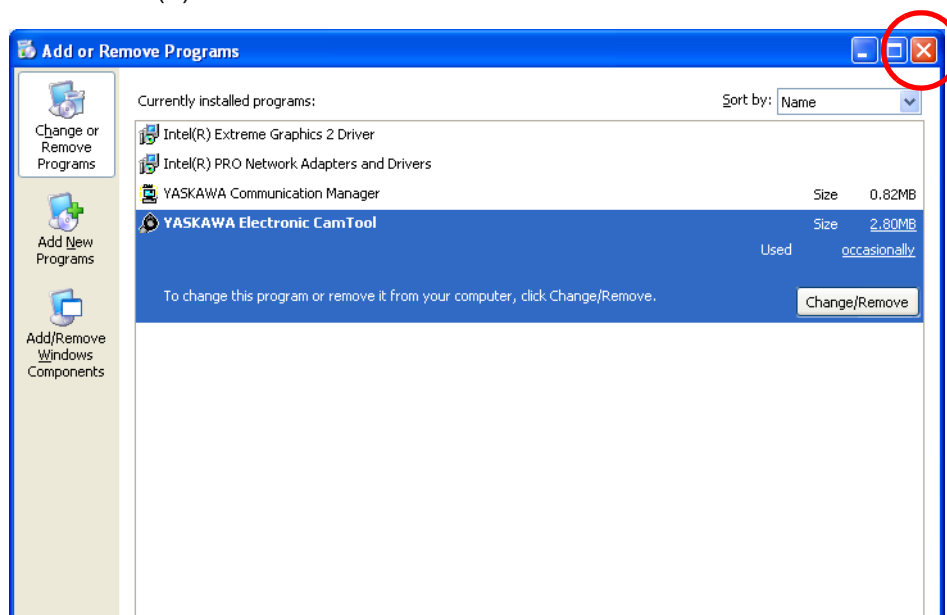 Add or Remove Programs
Change or
Remove
Programs
Add New
Programs
Add/Remove
Windows
Components
Currently installed programs:
Sort by: Name
Intel(R) Extreme Graphics 2 Driver
Intel(R) PRO Network Adapters and Drivers
YASKAWA Communication Manager Size 0.82MB
YASKAWA Electronic CamTool Size 2.80MB
Used occasionally
To change this program or remove it from your computer, click Change/Remove.
Change/Remove